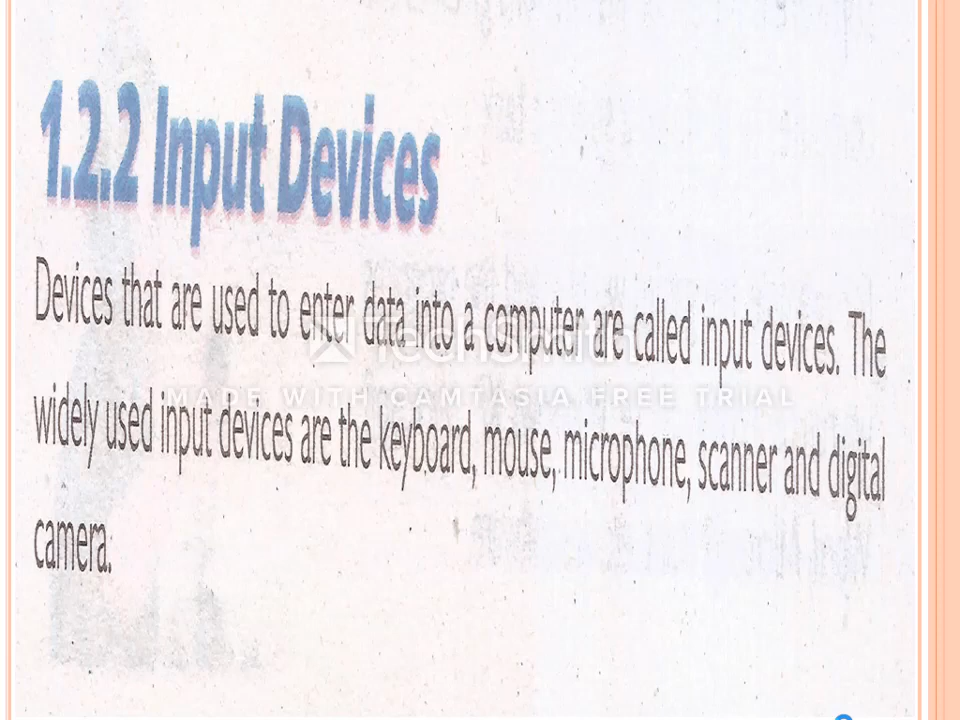 1.2.2 Input Devices
Devices that are used to enter data into a computer are called input devices. The
TechSmith
MADE WITH CAMTASIA FREE TRIAL
widely used input devices are the keyboard, mouse, microphone, scanner and digital
camera.